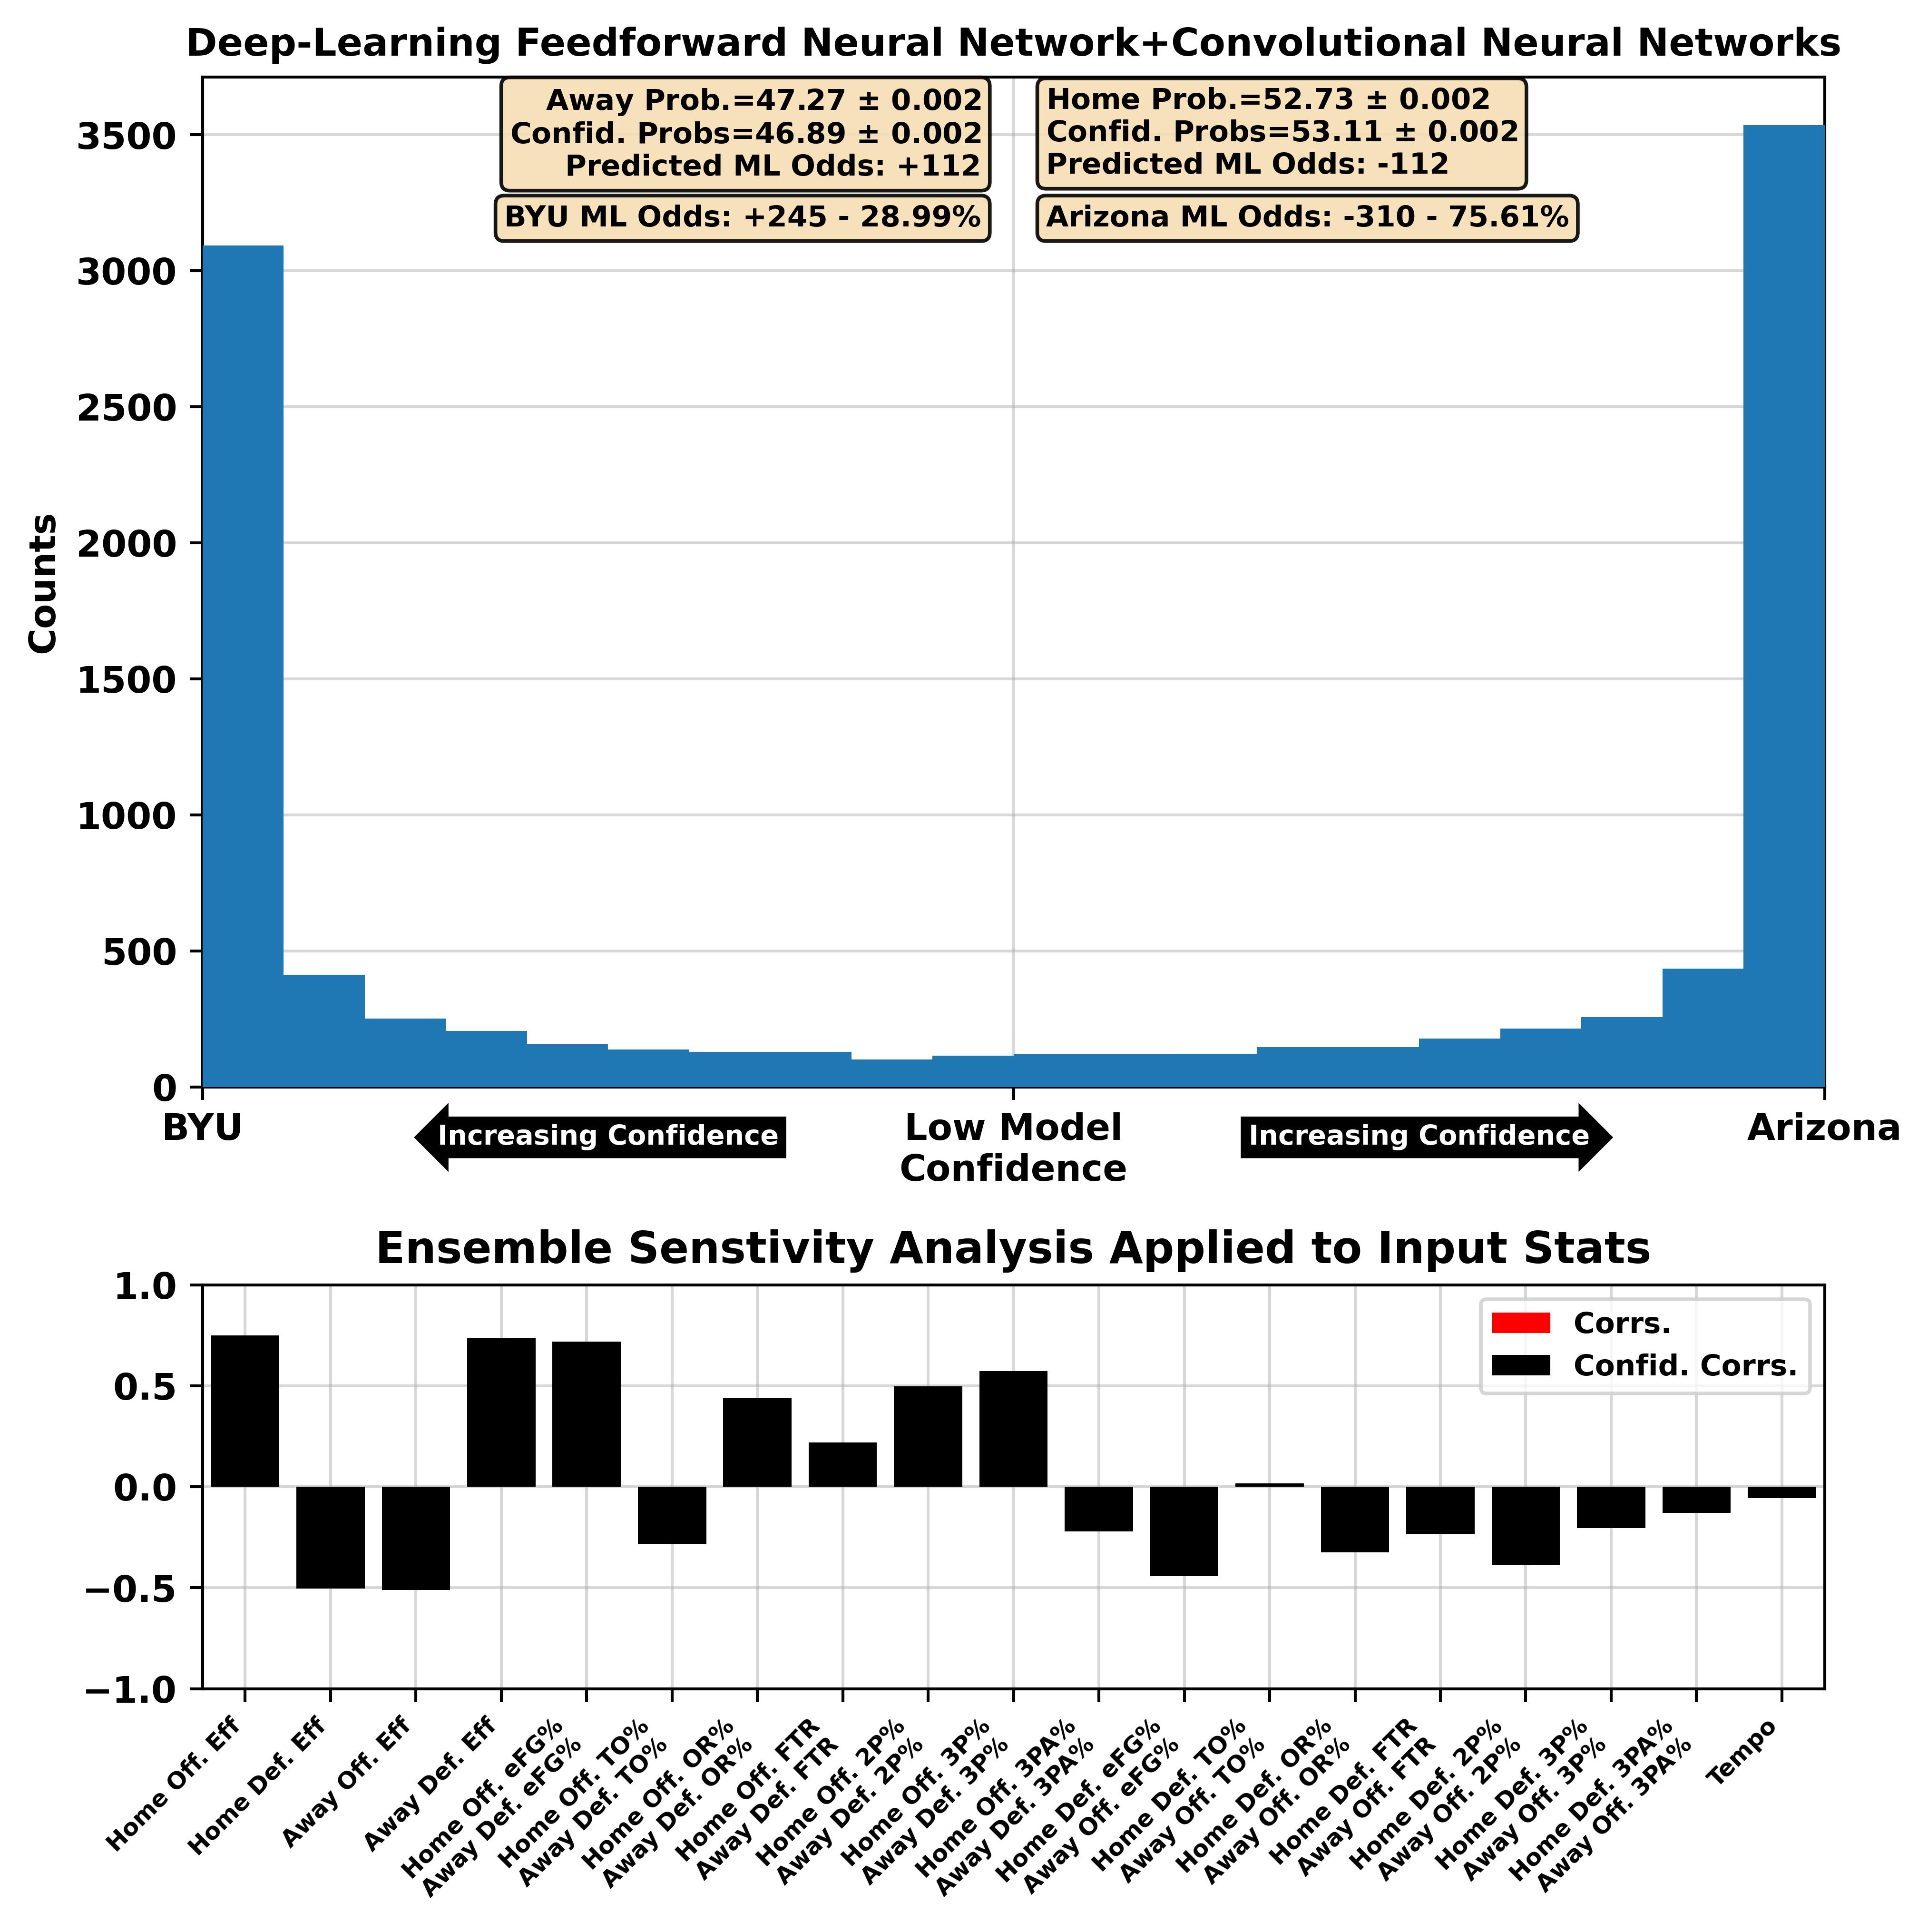 Deep-Learning Feedforward Neural Network+Convolutional Neural Networks
Away Prob.=47.27 ± 0.002
Confid. Probs=46.89 ± 0.002
Predicted ML Odds: +112
BYU ML Odds: +245 - 28.99%
Home Prob.=52.73 ± 0.002
Confid. Probs=53.11 ± 0.002
Predicted ML Odds: -112
Arizona ML Odds: -310 - 75.61%
Counts
3500
3000
2500
2000
1500
1000
500
0
BYU
Increasing Confidence
Low Model
Confidence
Increasing Confidence
Arizona
Ensemble Senstivity Analysis Applied to Input Stats
1.0
0.5
0.0
−0.5
−1.0
Corrs.
Confid. Corrs.
Home Off. Eff
Home Def. Eff
Away Off. Eff
Away Def. Eff
Home Off. eFG%
Away Def. eFG%
Home Off. TO%
Away Def. TO%
Home Off. OR%
Away Def. OR%
Home Off. FTR
Away Def. FTR
Home Off. 2P%
Away Def. 2P%
Home Off. 3P%
Away Def. 3P%
Home Off. 3PA%
Away Def. 3PA%
Home Def. eFG%
Away Off. eFG%
Home Def. TO%
Away Off. TO%
Home Def. OR%
Away Off. OR%
Home Def. FTR
Away Off. FTR
Home Def. 2P%
Away Off. 2P%
Home Def. 3P%
Away Off. 3P%
Home Def. 3PA%
Away Off. 3PA%
Tempo